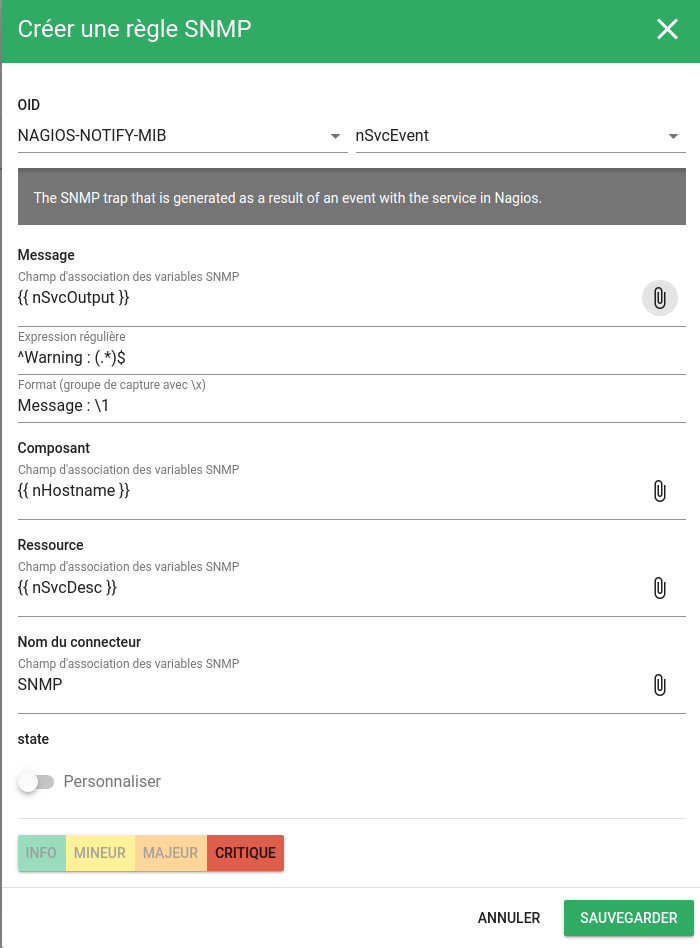 Créer une règle SNMP
OID
NAGIOS-NOTIFY-MIB nSvcEvent
The SNMP trap that is generated as a result of an event with the service in Nagios.
Message
Champ d'association des variables SNMP
{{ nSvcOutput }}
Expression régulière
^Warning : (.*)$
Format (groupe de capture avec \x)
Message : \1
Composant
Champ d'association des variables SNMP
{{ nHostname }}
Ressource
Champ d'association des variables SNMP
{{ nSvcDesc }}
Nom du connecteur
Champ d'association des variables SNMP
SNMP
state
Personnaliser
INFO MINEUR MAJEUR CRITIQUE
ANNULER SAUVEGARDER